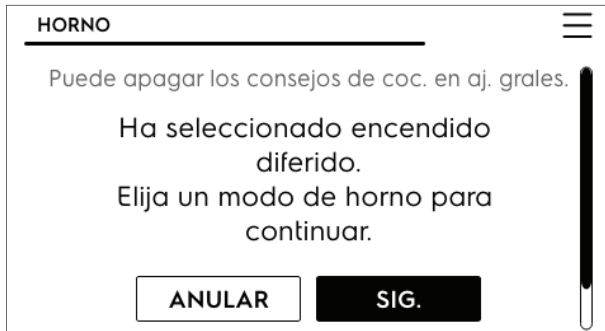 HORNO
Puede apagar los consejos de coc. en aj. grales.
Ha seleccionado encendido
diferido.
Elija un modo de horno para
continuar.
ANULAR
SIG.